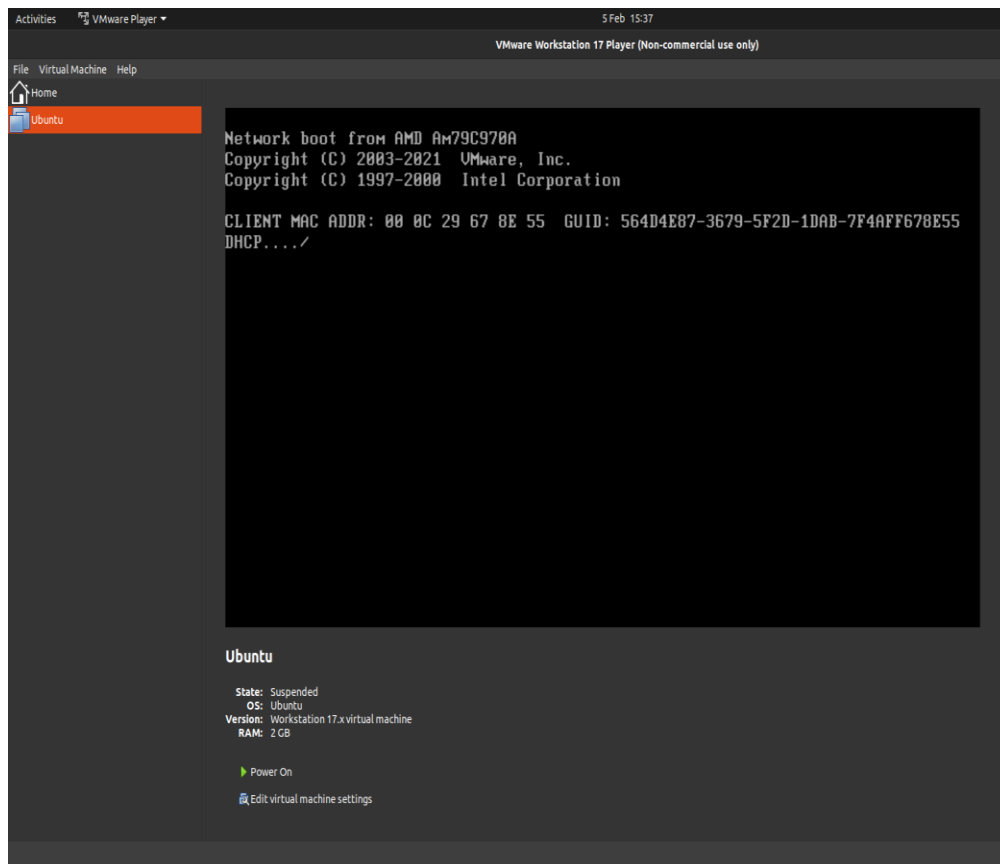 Activities VMware Player 5 Feb 15:37
VMware Workstation 17 Player (Non-commercial use only)
File Virtual Machine Help
Home
Ubuntu
Network boot from AMD Am79C970A
Copyright (C) 2003-2021 VMware, Inc.
Copyright (C) 1997-2000 Intel Corporation
CLIENT MAC ADDR: 00 0C 29 67 8E 55 GUID: 564D4E87-3679-5F2D-1DAB-7F4AFF678E55
DHCP..../
Ubuntu
State: Suspended
OS: Ubuntu
Version: Workstation 17.x virtual machine
RAM: 2 GB
Power On
Edit virtual machine settings